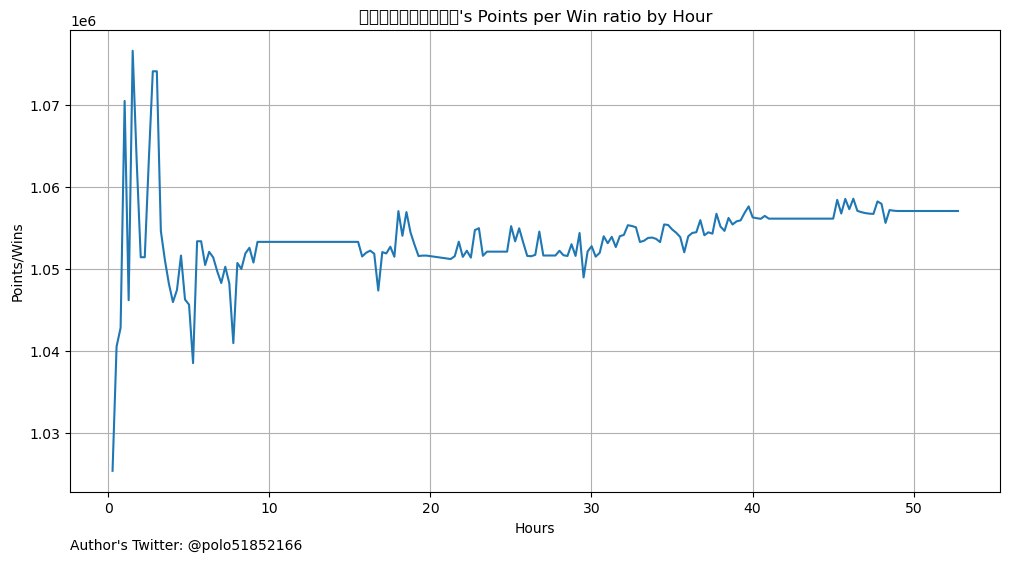 's Points per Win ratio by Hour
1e6
1.07
1.06
1.05
1.04
1.03
Points/Wins
0
10
20
30
40
50
Hours
Author's Twitter: @polo51852166